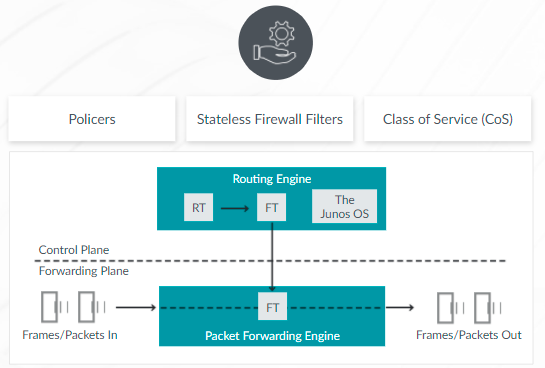 Policers
Stateless Firewall Filters
Class of Service (CoS)
Routing Engine
RT
FT
The
Junos OS
Control Plane
Forwarding Plane
FT
Frames/Packets In
Packet Forwarding Engine
Frames/Packets Out